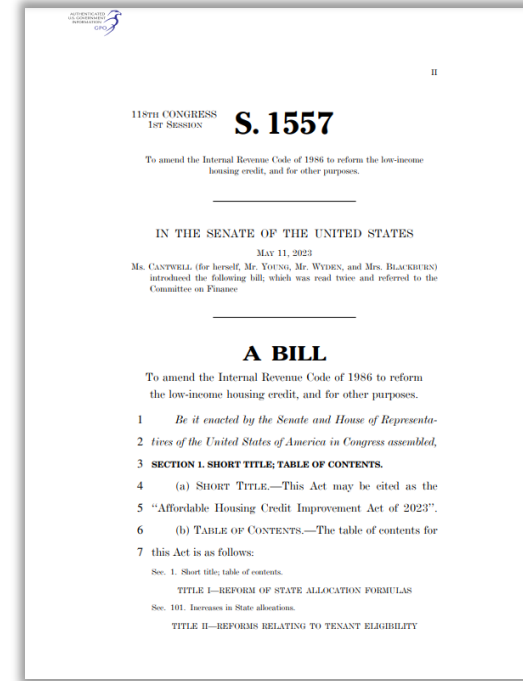 AUTHENTICATED
U.S. GOVERNMENT
INFORMATION
GPO
II
118TH CONGRESS
1ST SESSION
S. 1557
To amend the Internal Revenue Code of 1986 to reform the low-income
housing credit, and for other purposes.
IN THE SENATE OF THE UNITED STATES
MAY 11, 2023
Ms. CANTWELL (for herself, Mr. YOUNG, Mr. WYDEN, and Mrs. BLACKBURN)
introduced the following bill; which was read twice and referred to the
Committee on Finance
A BILL
To amend the Internal Revenue Code of 1986 to reform
the low-income housing credit, and for other purposes.
1 Be it enacted by the Senate and House of Representa-
2 tives of the United States of America in Congress assembled,
3 SECTION 1. SHORT TITLE; TABLE OF CONTENTS.
4 (a) SHORT TITLE.—This Act may be cited as the
5 “Affordable Housing Credit Improvement Act of 2023”.
6 (b) TABLE OF CONTENTS.—The table of contents for
7 this Act is as follows:
Sec. 1. Short title; table of contents.
TITLE I—REFORM OF STATE ALLOCATION FORMULAS
Sec. 101. Increases in State allocations.
TITLE II—REFORMS RELATING TO TENANT ELIGIBILITY